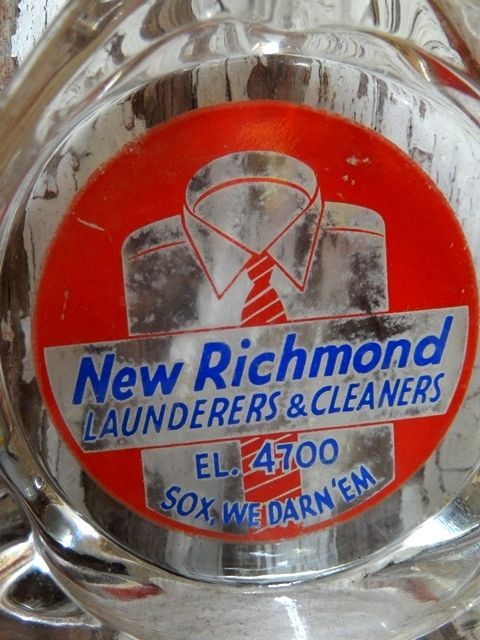 New Richmond
LAUNDERERS & CLEANERS
EL. 4700
SOX, WE DARN 'EM